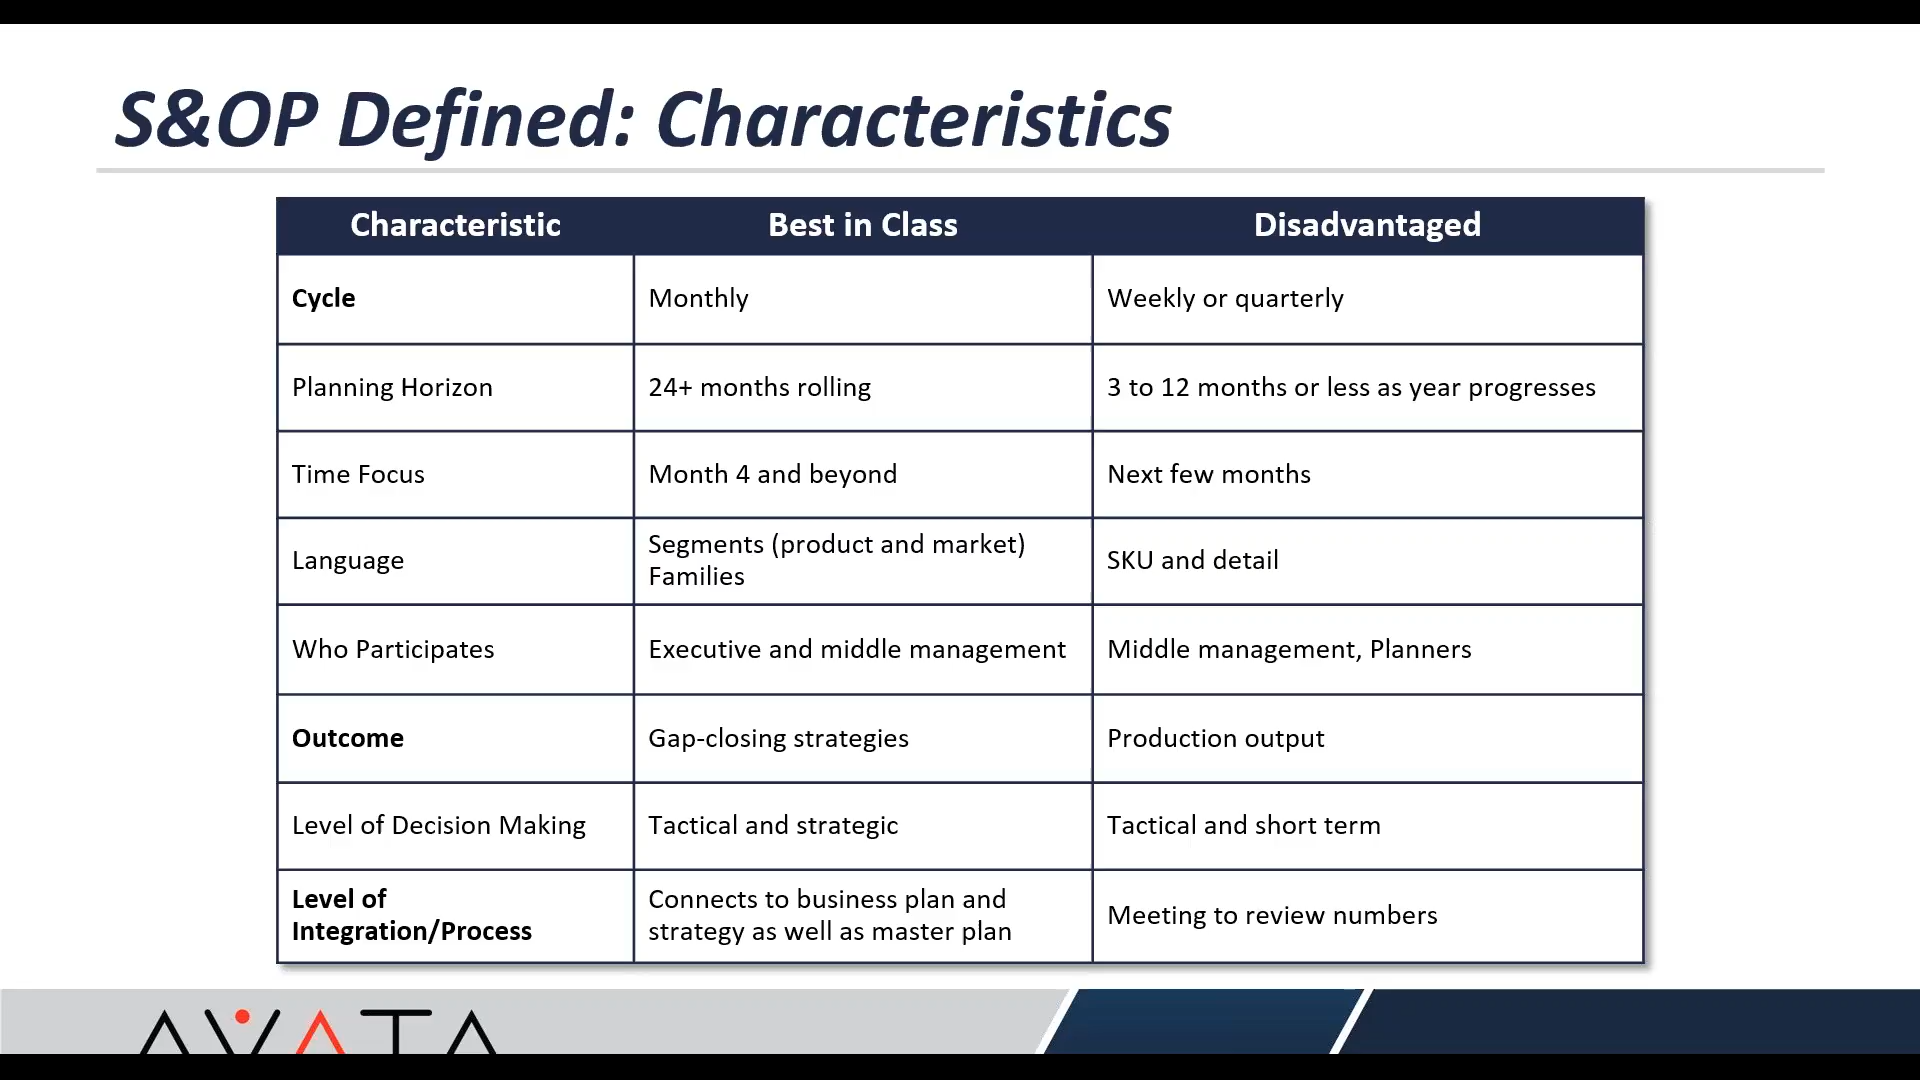 S&OP Defined: Characteristics
Characteristic Best in Class Disadvantaged
Cycle Monthly Weekly or quarterly
Planning Horizon 24+ months rolling 3 to 12 months or less as year progresses
Time Focus Month 4 and beyond Next few months
Language Segments (product and market) Families SKU and detail
Who Participates Executive and middle management Middle management, Planners
Outcome Gap-closing strategies Production output
Level of Decision Making Tactical and strategic Tactical and short term
Level of Integration/Process Connects to business plan and strategy as well as master plan Meeting to review numbers
AVATA